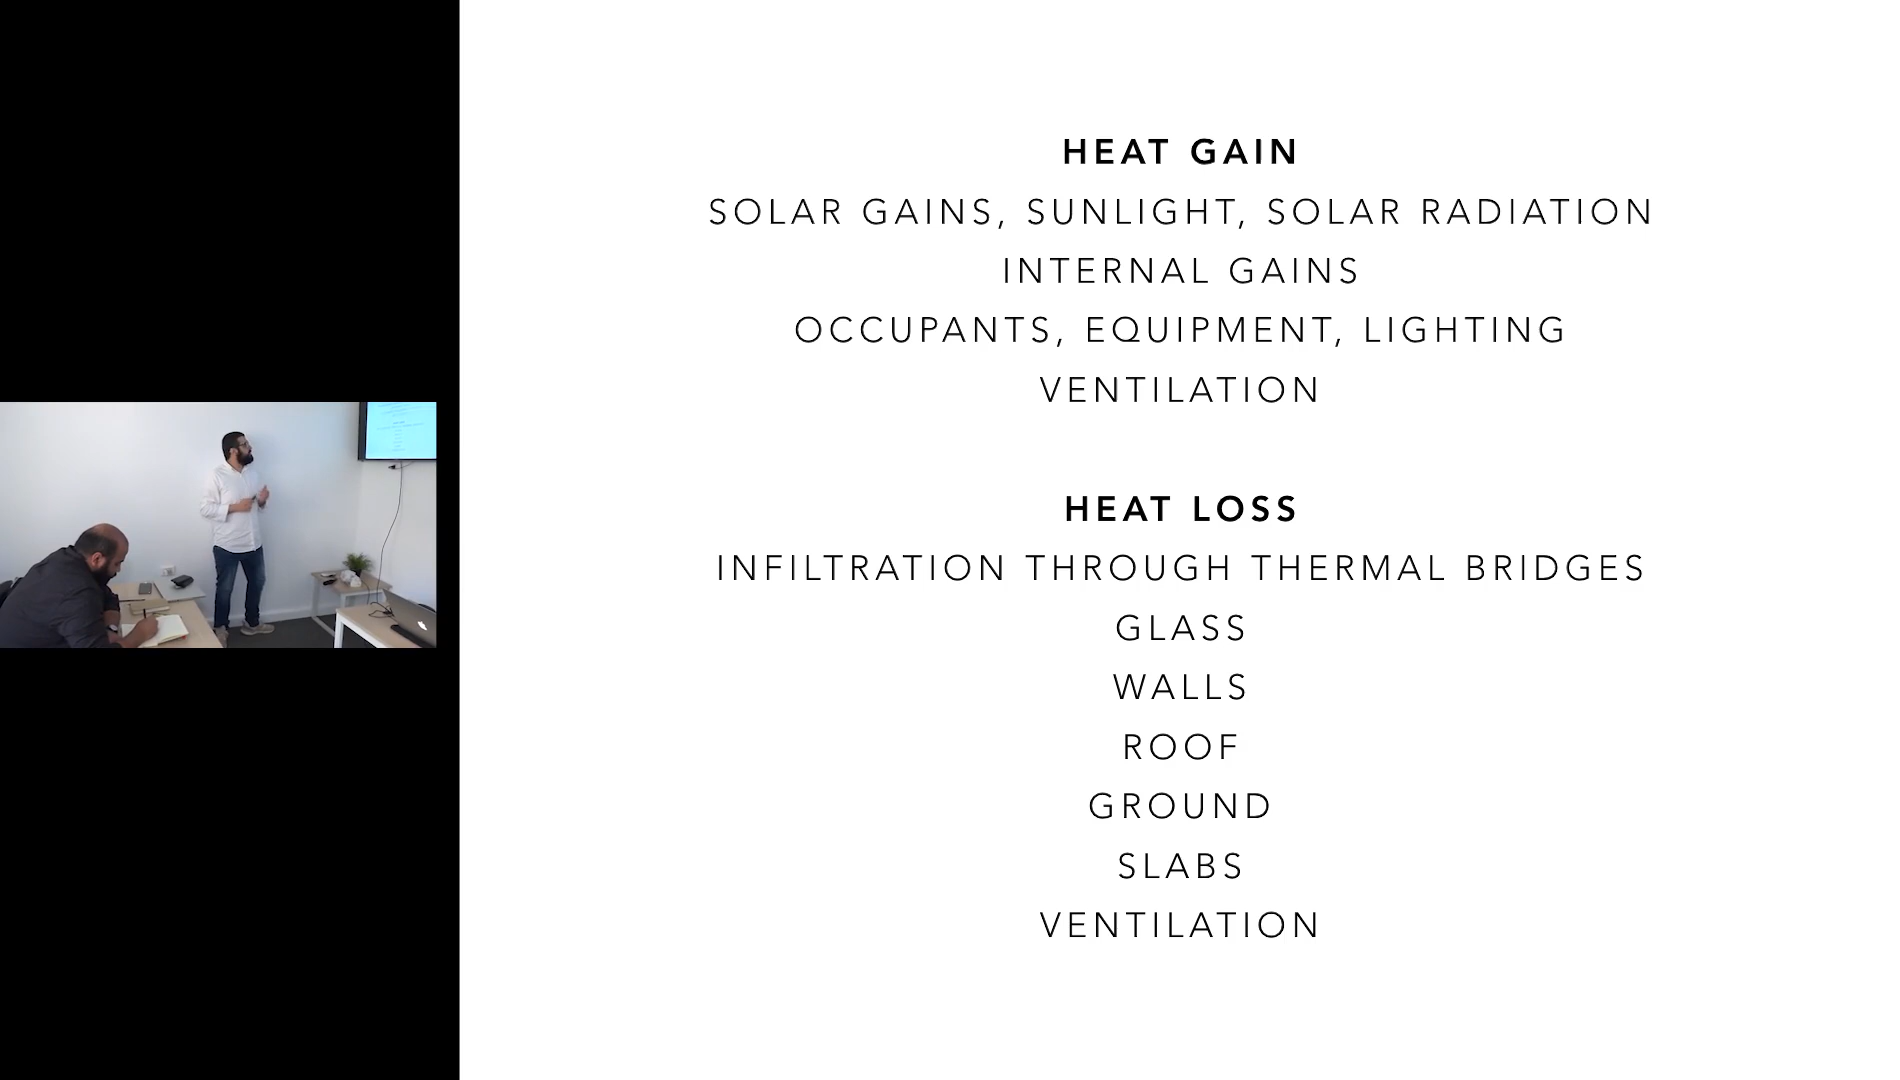 HEAT GAIN
SOLAR GAINS, SUNLIGHT, SOLAR RADIATION
INTERNAL GAINS
OCCUPANTS, EQUIPMENT, LIGHTING
VENTILATION
HEAT LOSS
INFILTRATION THROUGH THERMAL BRIDGES
GLASS
WALLS
ROOF
GROUND
SLABS
VENTILATION